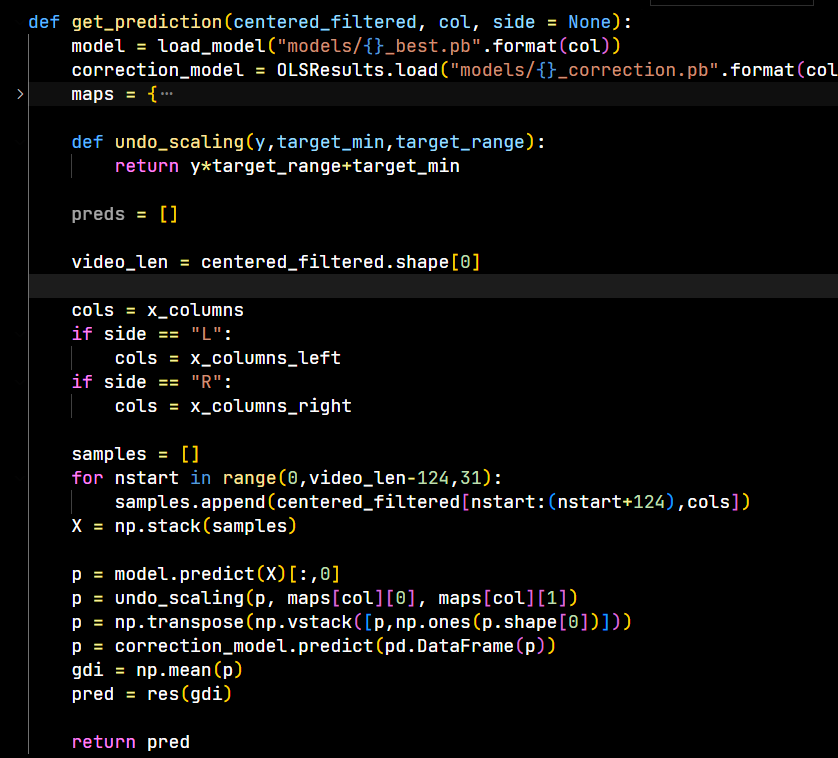 def get_prediction(centered_filtered, col, side = None):
    model = load_model("models/{}_best.pb".format(col))
    correction_model = OLSResults.load("models/{}_correction.pb".format(col
    maps = {⋯
    def undo_scaling(y,target_min,target_range):
        return y*target_range+target_min
    preds = []
    video_len = centered_filtered.shape[0]
    cols = x_columns
    if side == "L":
        cols = x_columns_left
    if side == "R":
        cols = x_columns_right
    samples = []
    for nstart in range(0,video_len-124,31):
        samples.append(centered_filtered[nstart:(nstart+124),cols])
    X = np.stack(samples)
    p = model.predict(X)[:,0]
    p = undo_scaling(p, maps[col][0], maps[col][1])
    p = np.transpose(np.vstack([p,np.ones(p.shape[0])]))
    p = correction_model.predict(pd.DataFrame(p))
    gdi = np.mean(p)
    pred = res(gdi)
    return pred